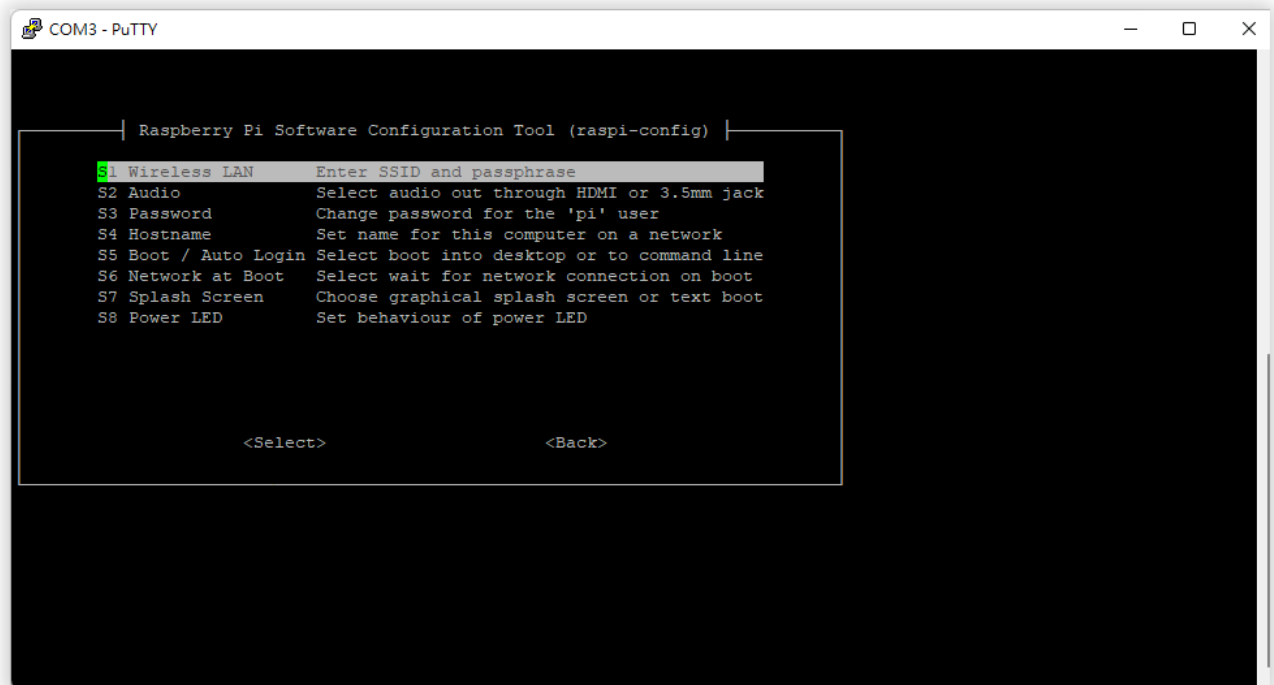 COM3 - PuTTY
Raspberry Pi Software Configuration Tool (raspi-config)
S1 Wireless LAN Enter SSID and passphrase
S2 Audio Select audio out through HDMI or 3.5mm jack
S3 Password Change password for the 'pi' user
S4 Hostname Set name for this computer on a network
S5 Boot / Auto Login Select boot into desktop or to command line
S6 Network at Boot Select wait for network connection on boot
S7 Splash Screen Choose graphical splash screen or text boot
S8 Power LED Set behaviour of power LED
<Select> <Back>